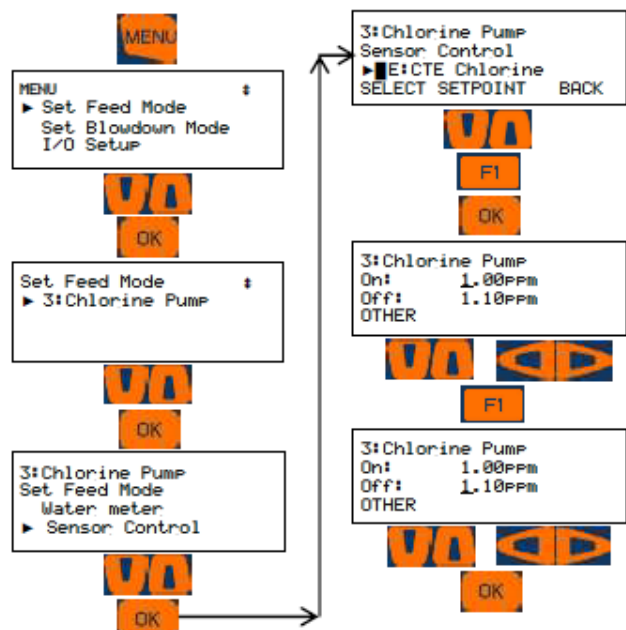 MENU
MENU
Set Feed Mode
Set Blowdown Mode
I/O Setup
OK
Set Feed Mode
3:Chlorine Pump
OK
3:Chlorine Pump
Set Feed Mode
Water meter
Sensor Control
OK
3:Chlorine Pump
Sensor Control
E:CTE Chlorine
SELECT SETPOINT BACK
F1
OK
3:Chlorine Pump
On: 1.00ppm
Off: 1.10ppm
OTHER
F1
3:Chlorine Pump
On: 1.00ppm
Off: 1.10ppm
OTHER
OK